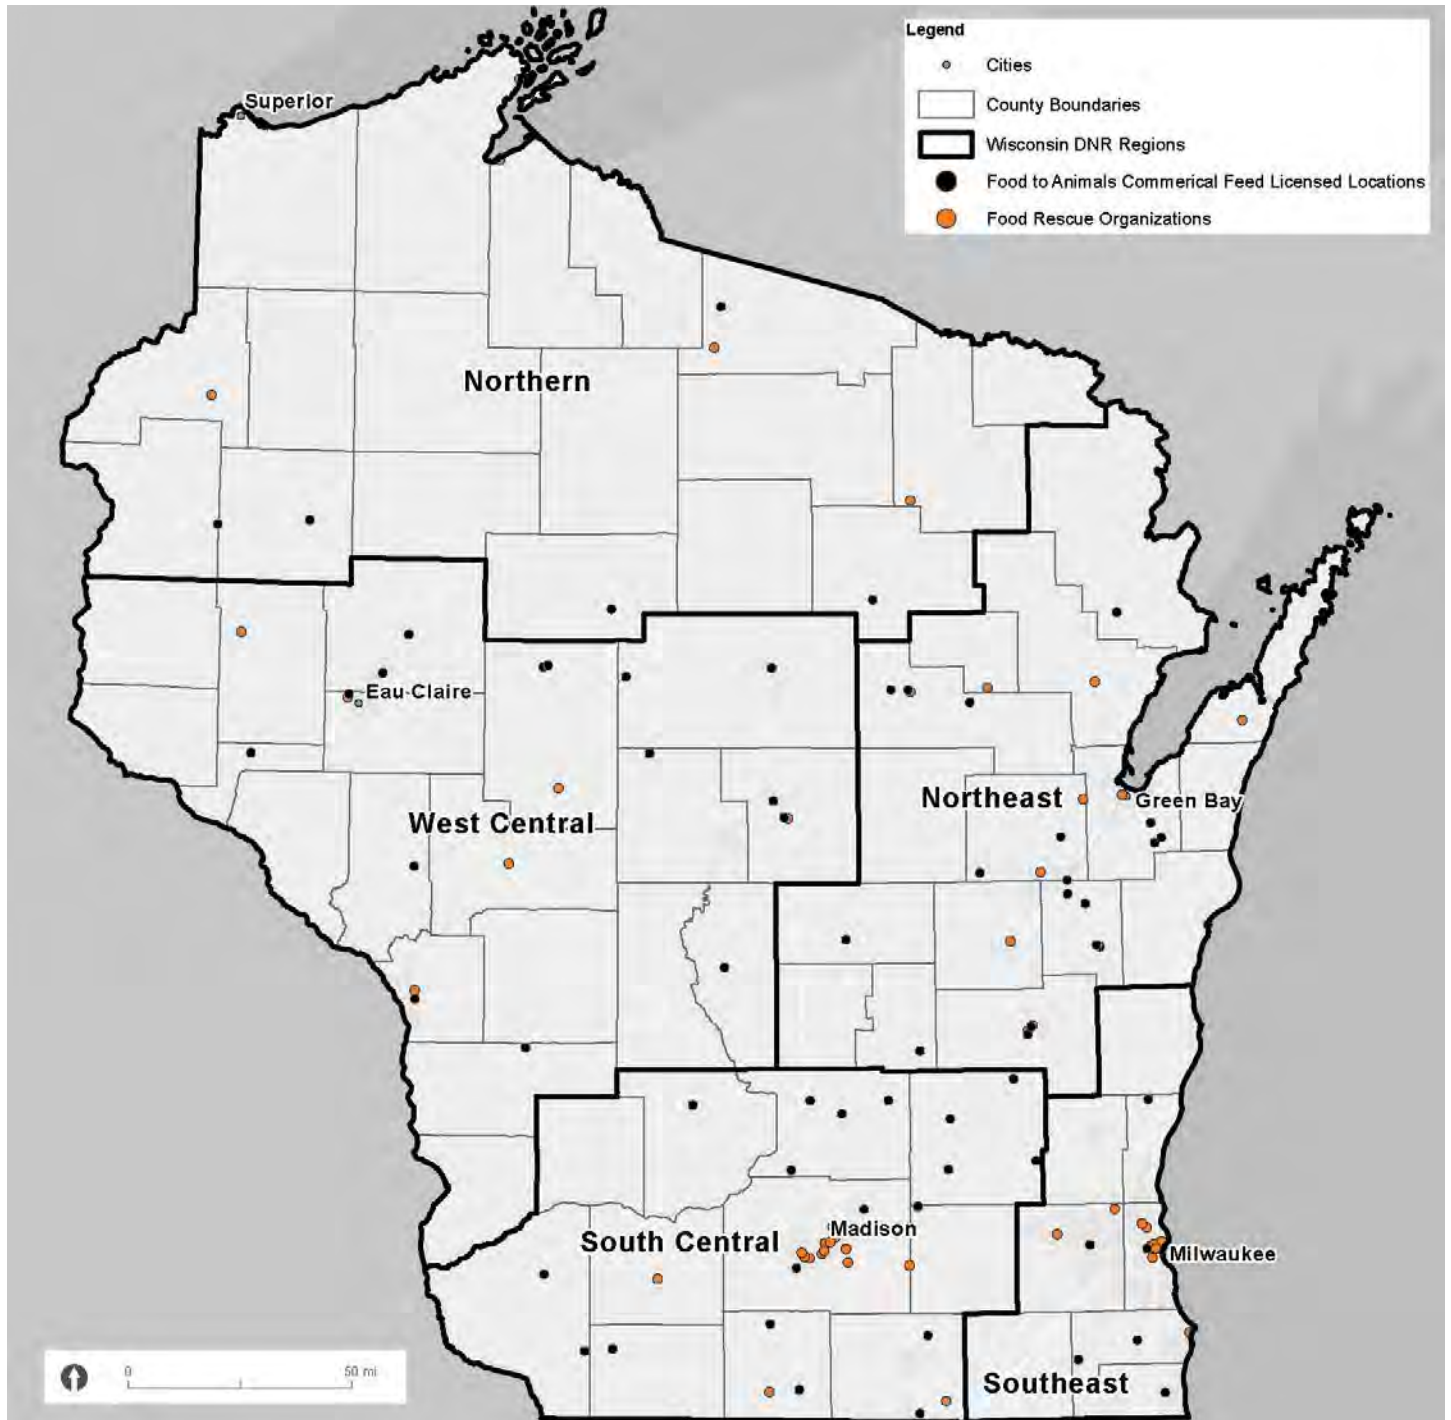 Legend
Cities
County Boundaries
Wisconsin DNR Regions
Food to Animals Commerical Feed Licensed Locations
Food Rescue Organizations
Superior
Northern
Eau Claire
West Central
Northeast
Green Bay
South Central
Madison
Milwaukee
Southeast
0 50 mi